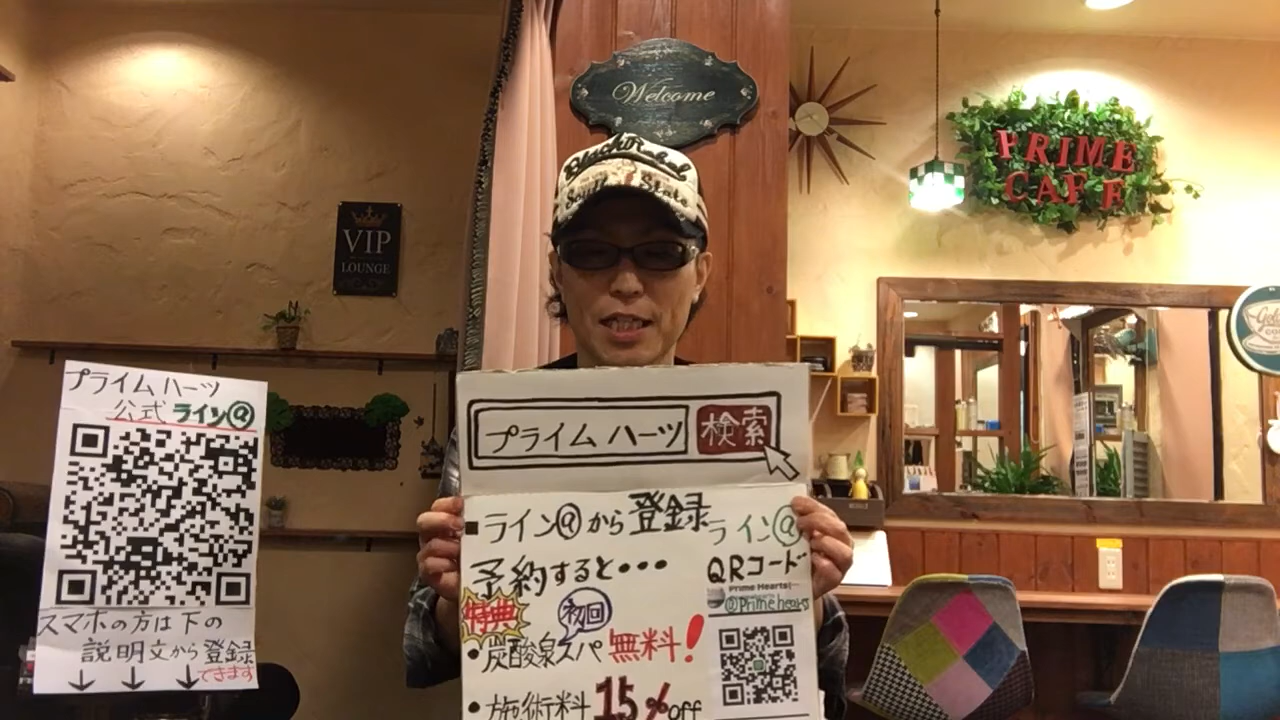 Welcome
PRIME
CAFE
VIP
LOUNGE
プライムハーツ
公式ライン@
スマホの方は下の
説明文から登録
できます
↓ ↓ ↓
プライムハーツ 検索
■ライン@から登録
予約すると・・・
特典
初回
・炭酸泉スパ 無料!
・施術料 15%off
ライン@
QRコード
Prime Hearts!
@Primehearts